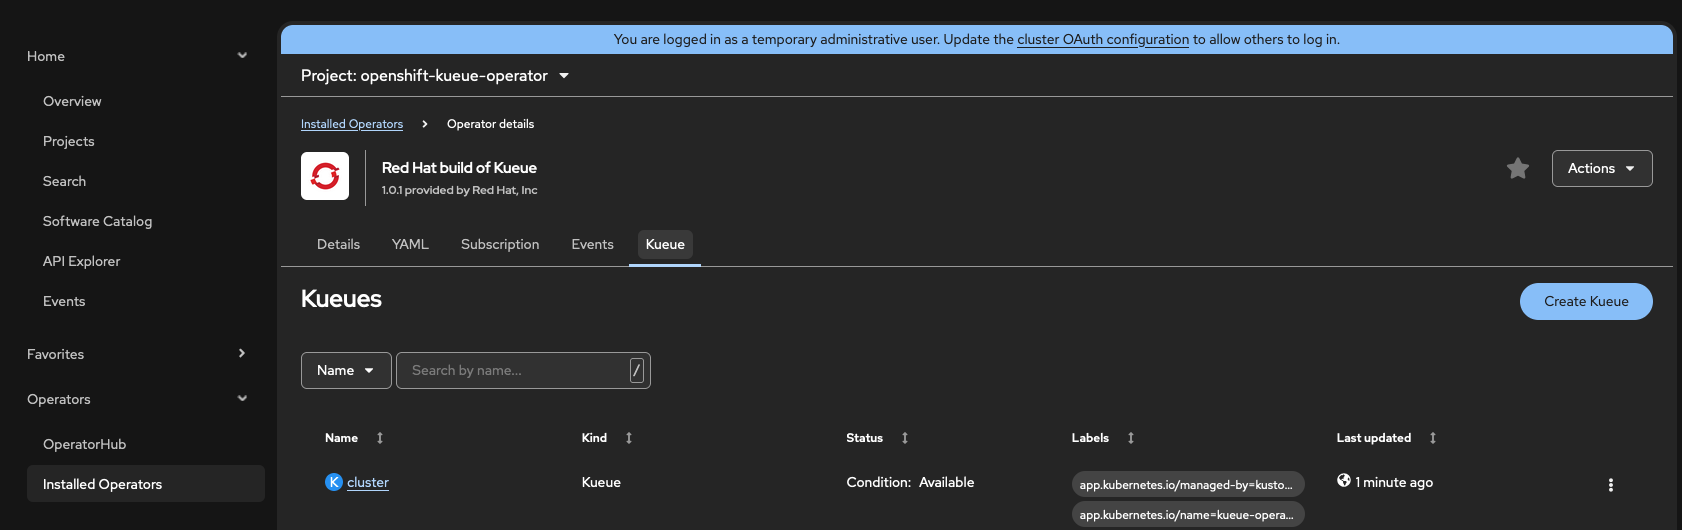 You are logged in as a temporary administrative user. Update the cluster OAuth configuration to allow others to log in.
Home
Overview
Projects
Search
Software Catalog
API Explorer
Events
Favorites
Operators
OperatorHub
Installed Operators
Project: openshift-kueue-operator
Installed Operators > Operator details
Red Hat build of Kueue
1.0.1 provided by Red Hat, Inc
Actions
Details YAML Subscription Events Kueue
Kueues
Create Kueue
Name Search by name... /
Name Kind Status Labels Last updated
K cluster Kueue Condition: Available app.kubernetes.io/managed-by=kusto... 1 minute ago
app.kubernetes.io/name=kueue-opera...